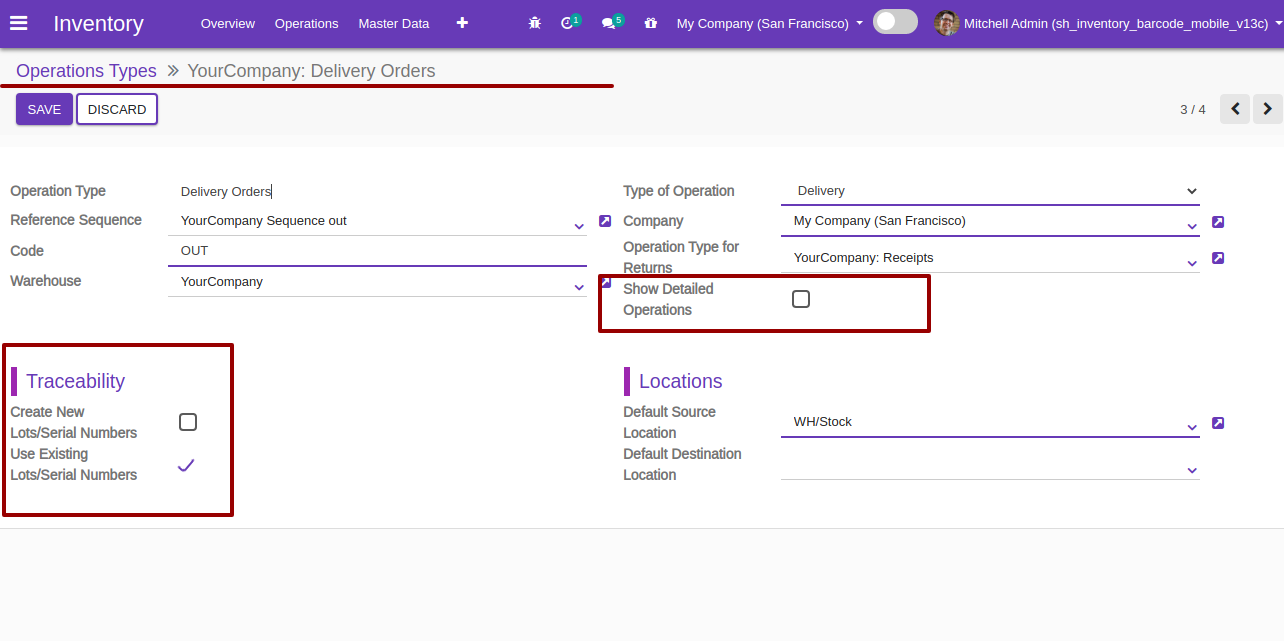 Inventory Overview Operations Master Data 1 5 My Company (San Francisco) Mitchell Admin (sh_inventory_barcode_mobile_v13c)
Operations Types » YourCompany: Delivery Orders
SAVE DISCARD 3 / 4
Operation Type Delivery Orders
Reference Sequence YourCompany Sequence out
Code OUT
Warehouse YourCompany
Type of Operation Delivery
Company My Company (San Francisco)
Operation Type for
Returns YourCompany: Receipts
Show Detailed
Operations
Traceability
Create New
Lots/Serial Numbers
Use Existing
Lots/Serial Numbers
Locations
Default Source
Location WH/Stock
Default Destination
Location